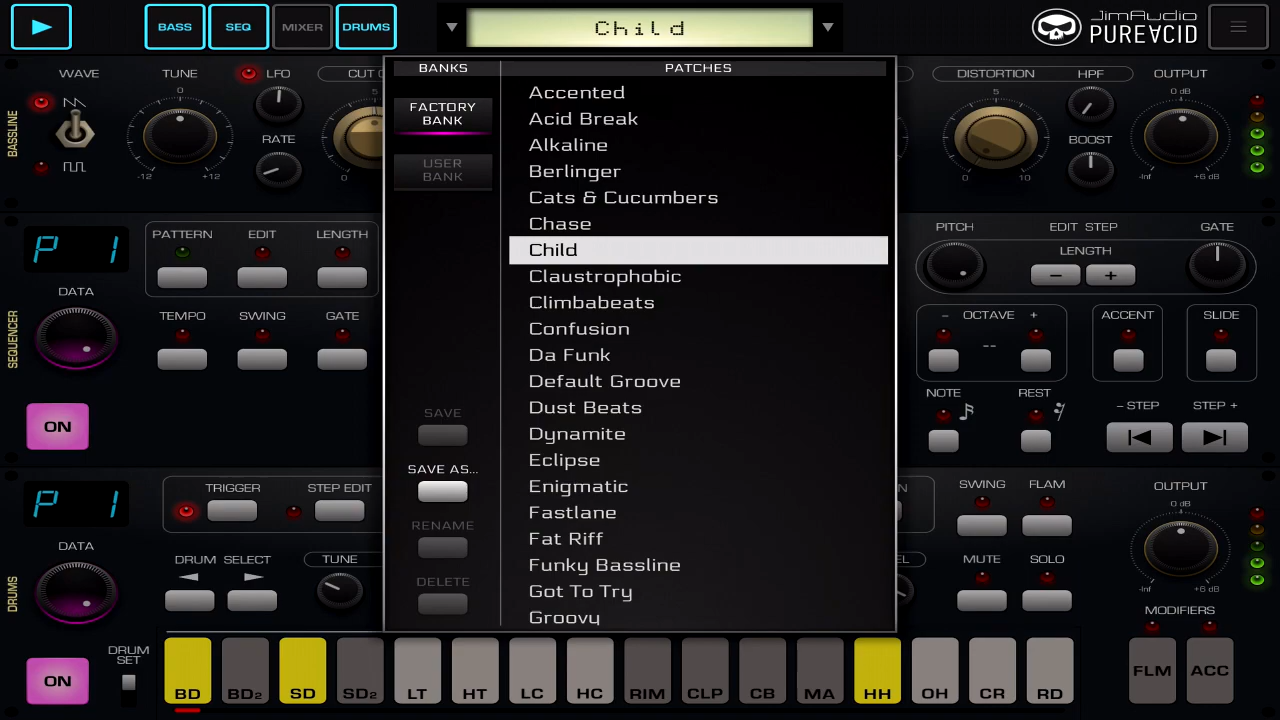 BASS SEQ MIXER DRUMS
Child
JimAudio
PUREACID
BANKS PATCHES
FACTORY
BANK
USER
BANK
SAVE
SAVE AS...
RENAME
DELETE
Accented
Acid Break
Alkaline
Berlinger
Cats & Cucumbers
Chase
Child
Claustrophobic
Climbabeats
Confusion
Da Funk
Default Groove
Dust Beats
Dynamite
Eclipse
Enigmatic
Fastlane
Fat Riff
Funky Bassline
Got To Try
Groovy
BASSLINE
WAVE TUNE LFO CUT
0 5
RATE
-12 +12 0
DISTORTION HPF OUTPUT
5 0 dB
BOOST
0 10 -Inf +6 dB
SEQUENCER
P 1
PATTERN EDIT LENGTH
DATA
TEMPO SWING GATE
ON
PITCH EDIT STEP GATE
LENGTH
- +
- OCTAVE + ACCENT SLIDE
--
NOTE REST
- STEP STEP +
DRUMS
P 1
TRIGGER STEP EDIT
DATA
DRUM SELECT TUNE
ON
DRUM
SET
N SWING FLAM OUTPUT
0 dB
EL MUTE SOLO
-Inf +6 dB
MODIFIERS
BD BD2 SD SD2 LT HT LC HC RIM CLP CB MA HH OH CR RD FLM ACC